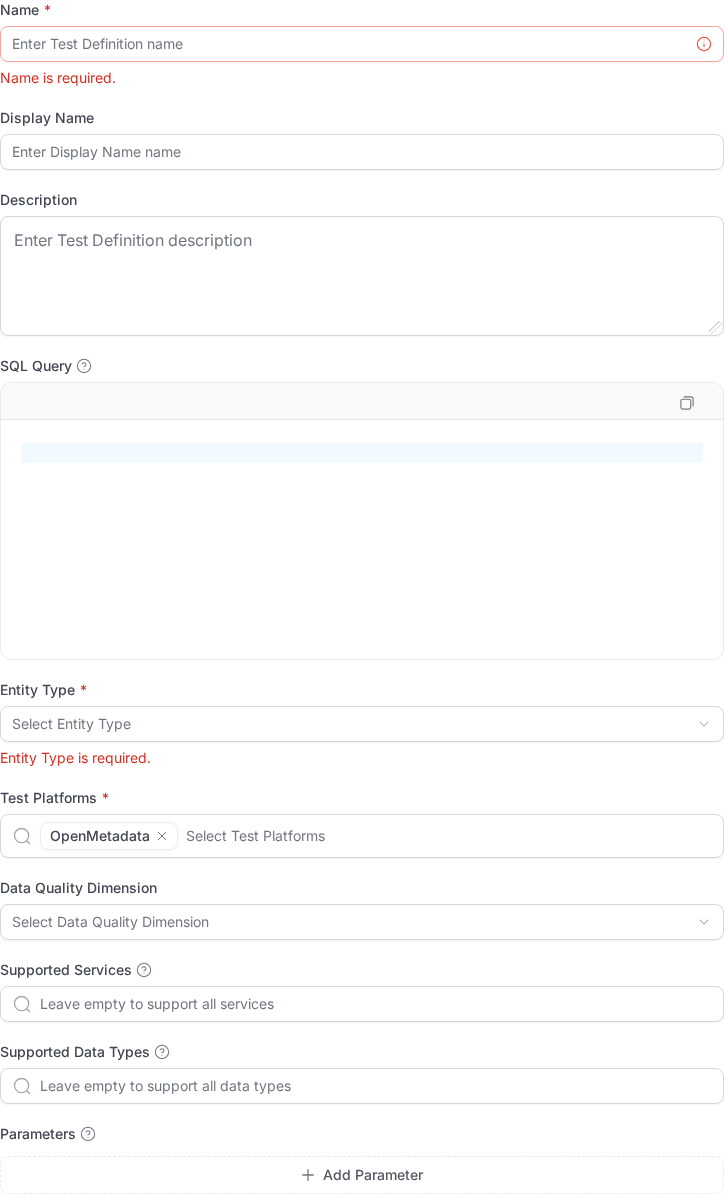 Name *
Enter Test Definition name
Name is required.
Display Name
Enter Display Name name
Description
Enter Test Definition description
SQL Query
Entity Type *
Select Entity Type
Entity Type is required.
Test Platforms *
OpenMetadata Select Test Platforms
Data Quality Dimension
Select Data Quality Dimension
Supported Services
Leave empty to support all services
Supported Data Types
Leave empty to support all data types
Parameters
Add Parameter